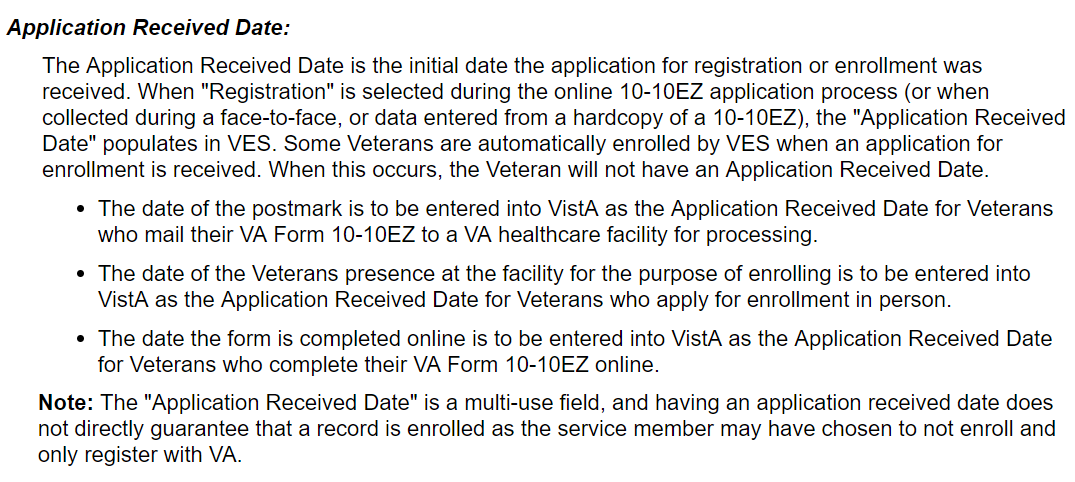 Application Received Date:
The Application Received Date is the initial date the application for registration or enrollment was
received. When "Registration" is selected during the online 10-10EZ application process (or when
collected during a face-to-face, or data entered from a hardcopy of a 10-10EZ), the "Application Received
Date" populates in VES. Some Veterans are automatically enrolled by VES when an application for
enrollment is received. When this occurs, the Veteran will not have an Application Received Date.
• The date of the postmark is to be entered into VistA as the Application Received Date for Veterans
who mail their VA Form 10-10EZ to a VA healthcare facility for processing.
• The date of the Veterans presence at the facility for the purpose of enrolling is to be entered into
VistA as the Application Received Date for Veterans who apply for enrollment in person.
• The date the form is completed online is to be entered into VistA as the Application Received Date
for Veterans who complete their VA Form 10-10EZ online.
Note: The "Application Received Date" is a multi-use field, and having an application received date does
not directly guarantee that a record is enrolled as the service member may have chosen to not enroll and
only register with VA.